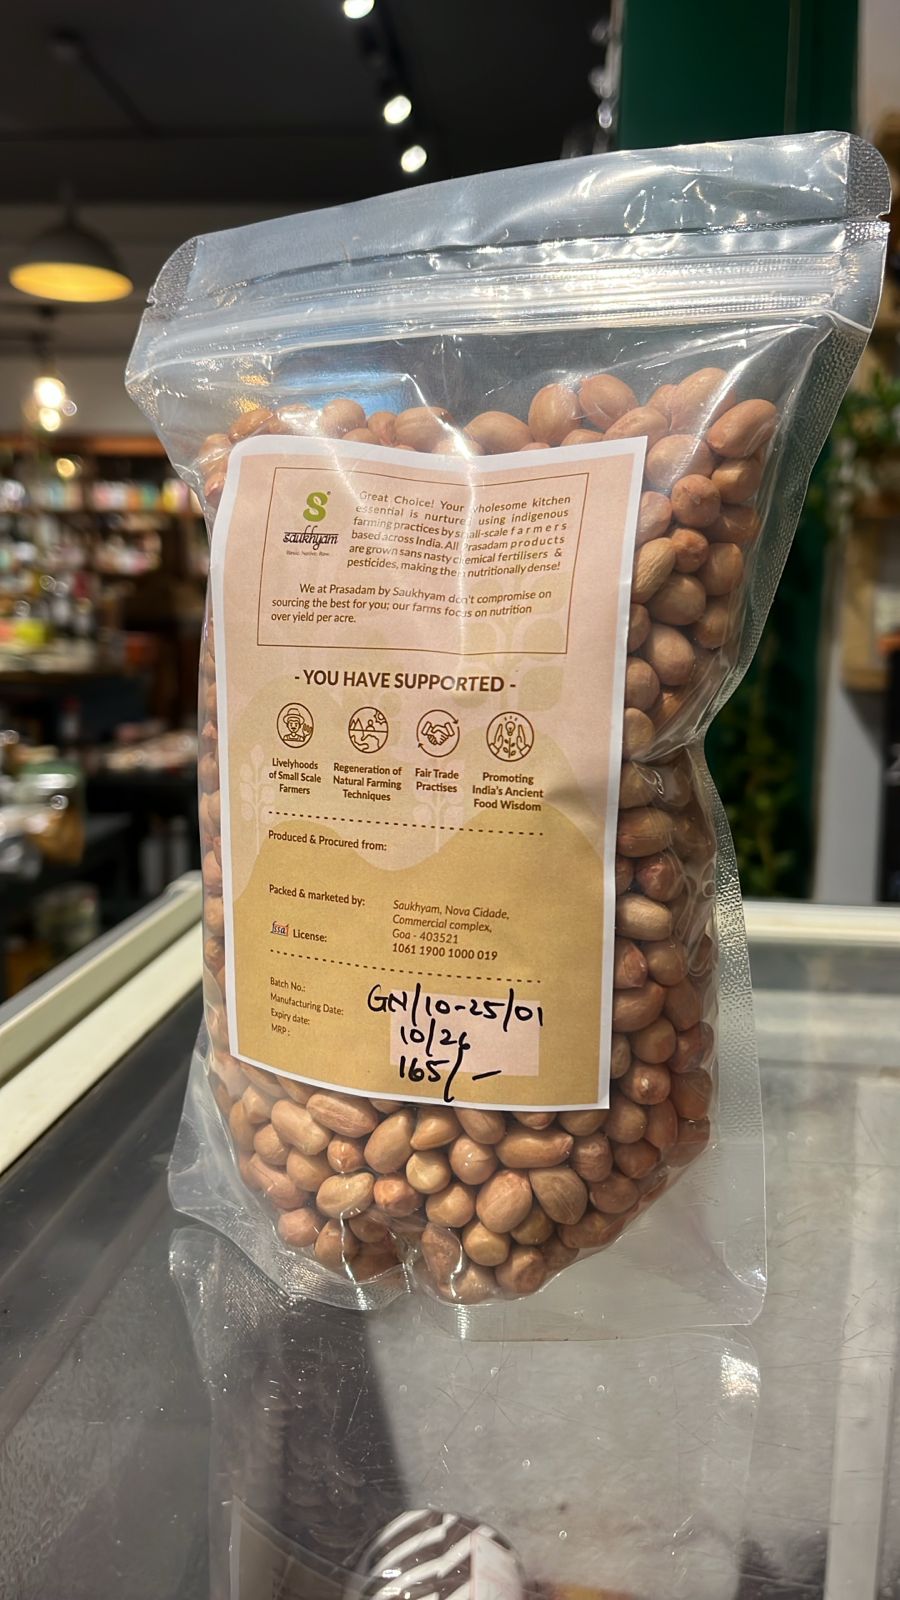 saukhyam
Basic. Native. Raw.
Great Choice! Your wholesome kitchen
essential is nurtured using indigenous
farming practices by small-scale farmers
based across India. All Prasadam products
are grown sans nasty chemical fertilisers &
pesticides, making them nutritionally dense!
We at Prasadam by Saukhyam don't compromise on
sourcing the best for you; our farms focus on nutrition
over yield per acre.
- YOU HAVE SUPPORTED -
Livelyhoods
of Small Scale
Farmers
Regeneration of
Natural Farming
Techniques
Fair Trade
Practises
Promoting
India's Ancient
Food Wisdom
Produced & Procured from:
Packed & marketed by:
Saukhyam, Nova Cidade,
Commercial complex,
Goa - 403521
fssai License:
1061 1900 1000 019
Batch No.:
Manufacturing Date:
Expiry date:
MRP :
GN/10-25/01
10/26
165/-